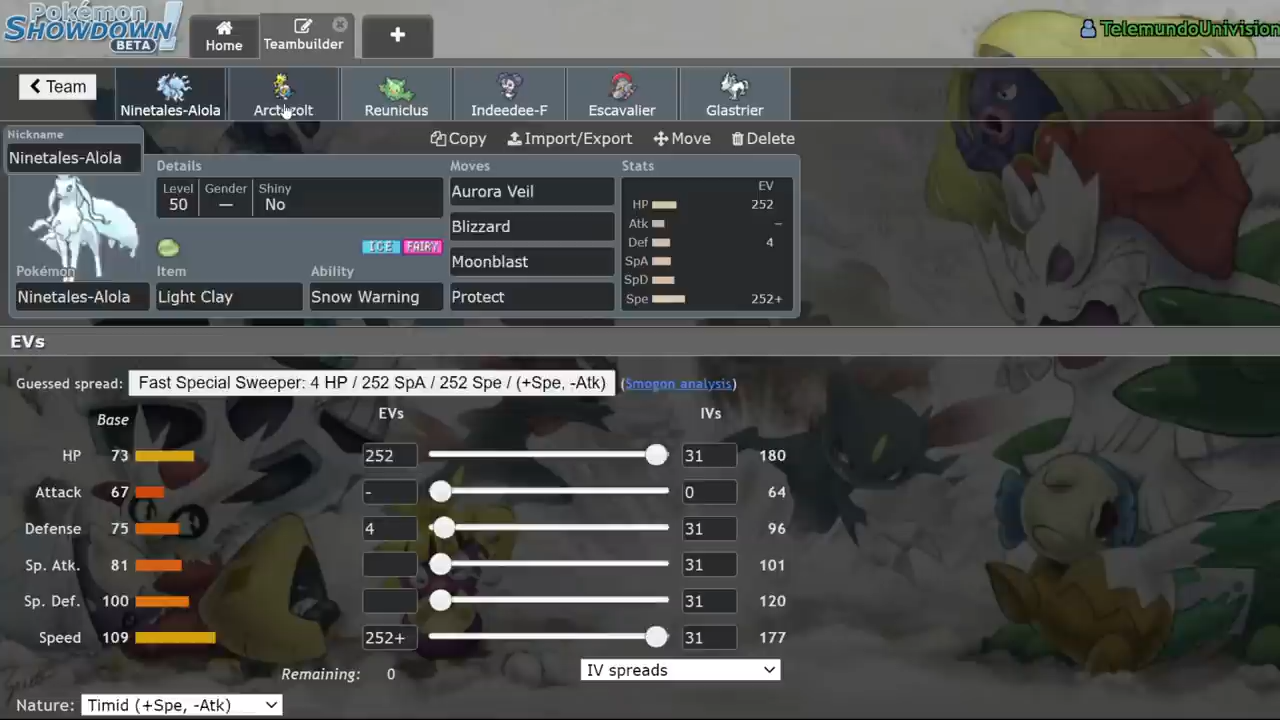 Pokémon
SHOWDOWN!
BETA
Home
Teambuilder
+
TelemundoUnivision
Team
Ninetales-Alola
Arctozolt
Reuniclus
Indeedee-F
Escavalier
Glastrier
Nickname
Ninetales-Alola
Copy
Import/Export
Move
Delete
Details
Level Gender Shiny
50 — No
ICE FAIRY
Pokémon
Ninetales-Alola
Item
Light Clay
Ability
Snow Warning
Moves
Aurora Veil
Blizzard
Moonblast
Protect
Stats
EV
HP 252
Atk –
Def 4
SpA
SpD
Spe 252+
EVs
Guessed spread: Fast Special Sweeper: 4 HP / 252 SpA / 252 Spe / (+Spe, -Atk) (Smogon analysis)
Base EVs IVs
HP 73 252 31 180
Attack 67 - 0 64
Defense 75 4 31 96
Sp. Atk. 81 31 101
Sp. Def. 100 31 120
Speed 109 252+ 31 177
Remaining: 0
IV spreads
Nature: Timid (+Spe, -Atk)